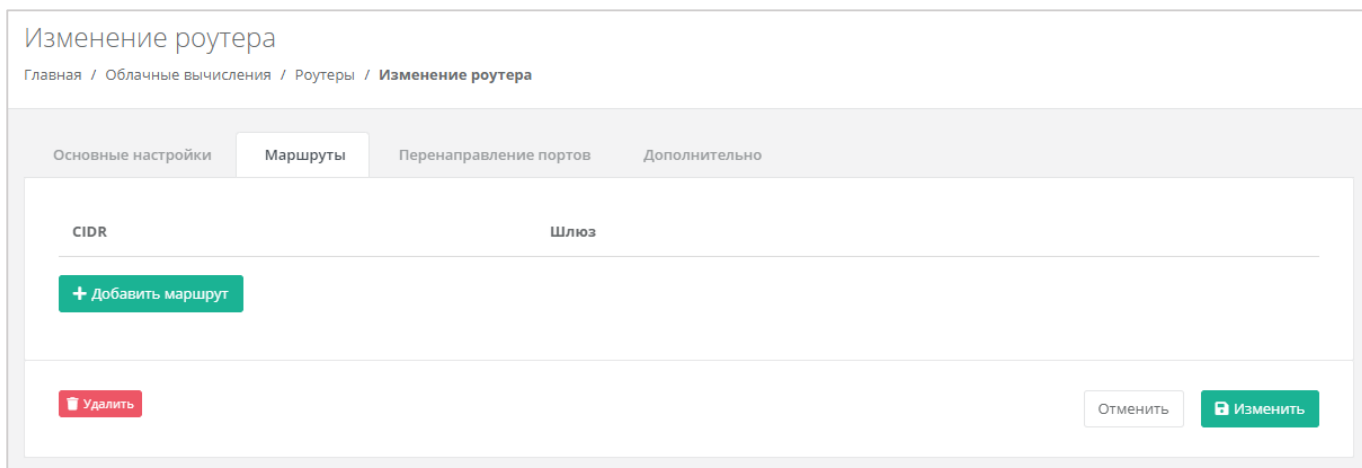 Изменение роутера
Главная / Облачные вычисления / Роутеры / Изменение роутера
Основные настройки Маршруты Перенаправление портов Дополнительно
CIDR Шлюз
+ Добавить маршрут
Удалить Отменить Изменить